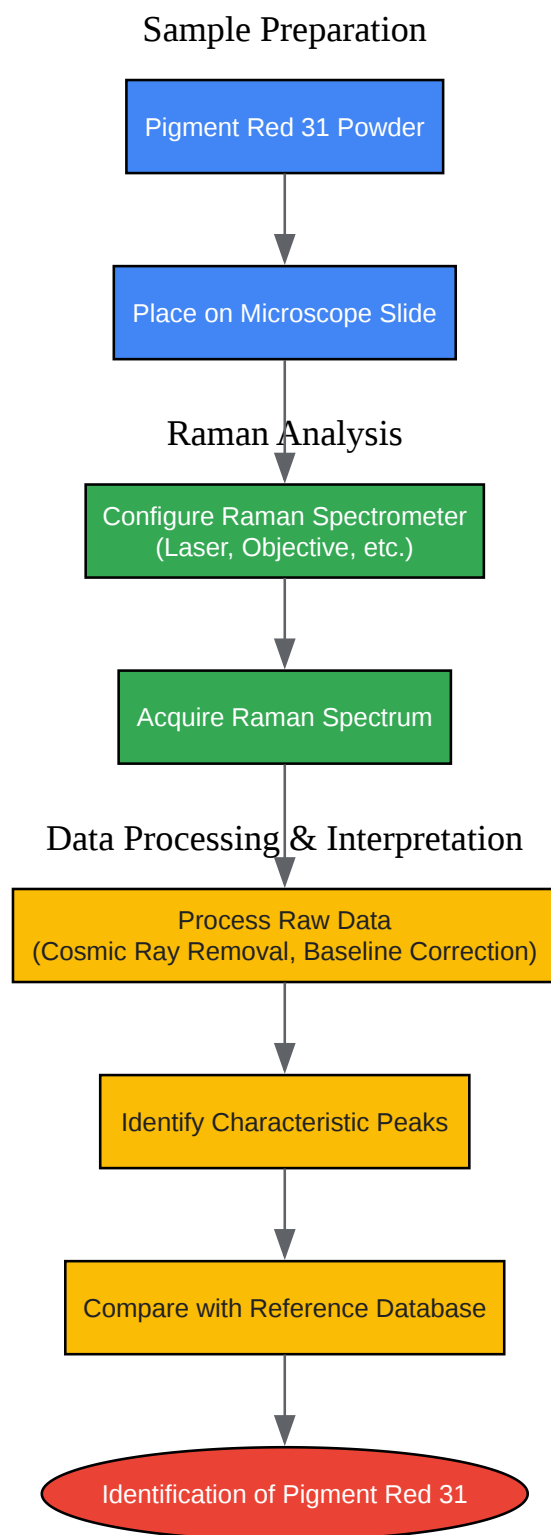 Sample Preparation
Pigment Red 31 Powder
Place on Microscope Slide
Raman Analysis
Configure Raman Spectrometer
(Laser, Objective, etc.)
Acquire Raman Spectrum
Data Processing & Interpretation
Process Raw Data
(Cosmic Ray Removal, Baseline Correction)
Identify Characteristic Peaks
Compare with Reference Database
Identification of Pigment Red 31